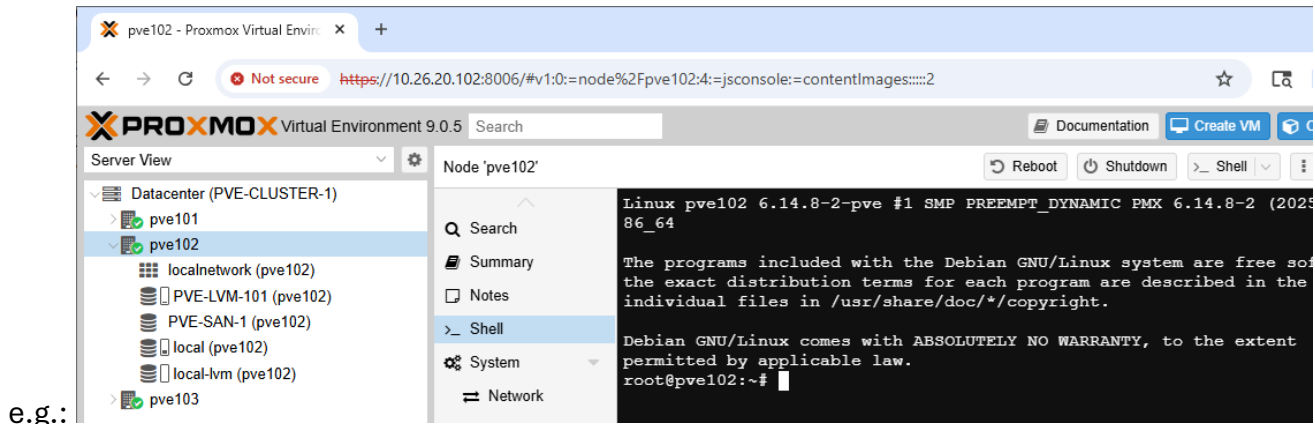 pve102 - Proxmox Virtual Enviro
Not secure https://10.26.20.102:8006/#v1:0:=node%2Fpve102:4:=jsconsole:=contentImages:::::2
PROXMOX Virtual Environment 9.0.5 Search Documentation Create VM
Server View
Node 'pve102' Reboot Shutdown >_ Shell
Datacenter (PVE-CLUSTER-1)
pve101
pve102
localnetwork (pve102)
PVE-LVM-101 (pve102)
PVE-SAN-1 (pve102)
local (pve102)
local-lvm (pve102)
pve103
Search
Summary
Notes
>_ Shell
System
Network
Linux pve102 6.14.8-2-pve #1 SMP PREEMPT_DYNAMIC PMX 6.14.8-2 (2025
86_64
The programs included with the Debian GNU/Linux system are free sof
the exact distribution terms for each program are described in the
individual files in /usr/share/doc/*/copyright.
Debian GNU/Linux comes with ABSOLUTELY NO WARRANTY, to the extent
permitted by applicable law.
root@pve102:~#
e.g.: